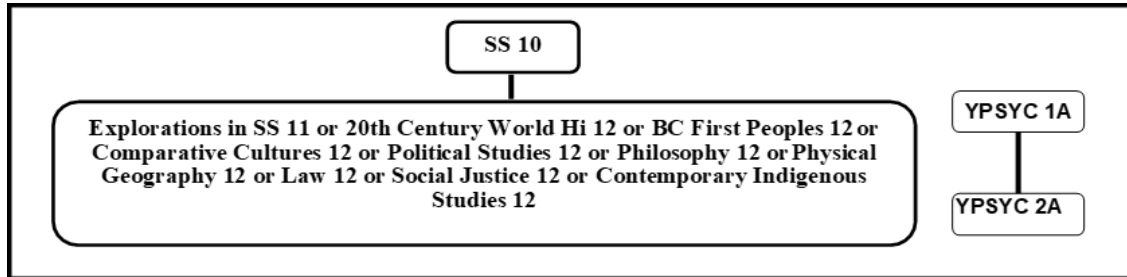 SS 10
Explorations in SS 11 or 20th Century World Hi 12 or BC First Peoples 12 or
Comparative Cultures 12 or Political Studies 12 or Philosophy 12 or Physical
Geography 12 or Law 12 or Social Justice 12 or Contemporary Indigenous
Studies 12
YPSYC 1A
YPSYC 2A